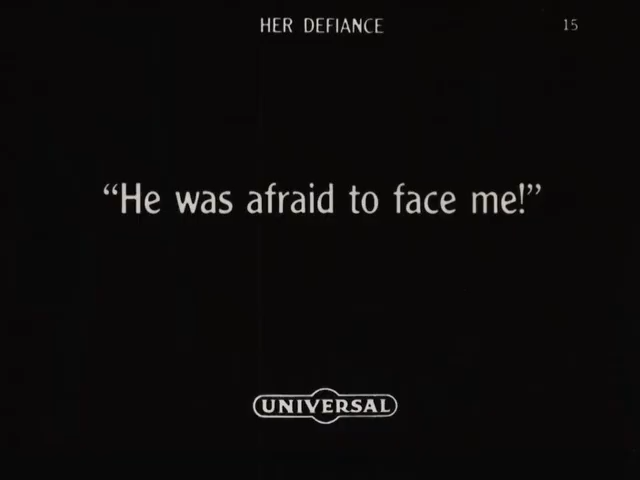 HER DEFIANCE 15
“He was afraid to face me!”
UNIVERSAL